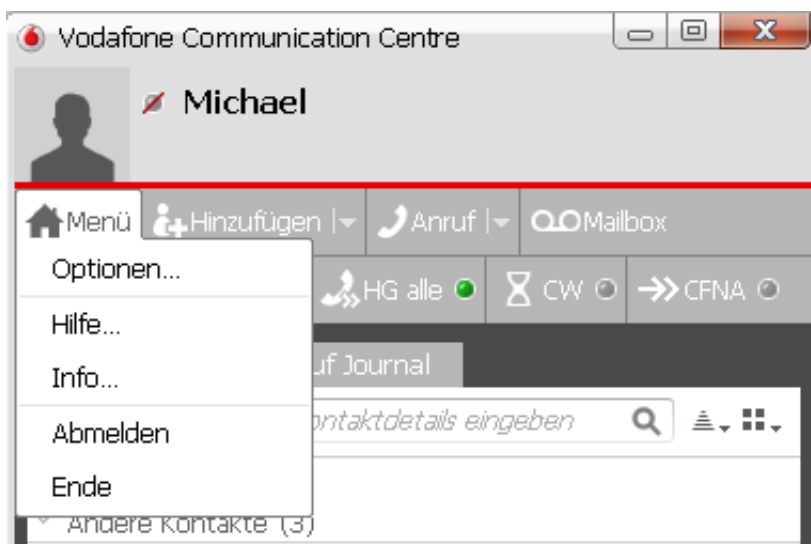 Vodafone Communication Centre
Michael
Menü Hinzufügen Anruf Mailbox
Optionen...
HG alle CW CFNA
Hilfe...
Info...
uf Journal
Abmelden
ontaktdetails eingeben
Ende
Andere Kontakte (3)